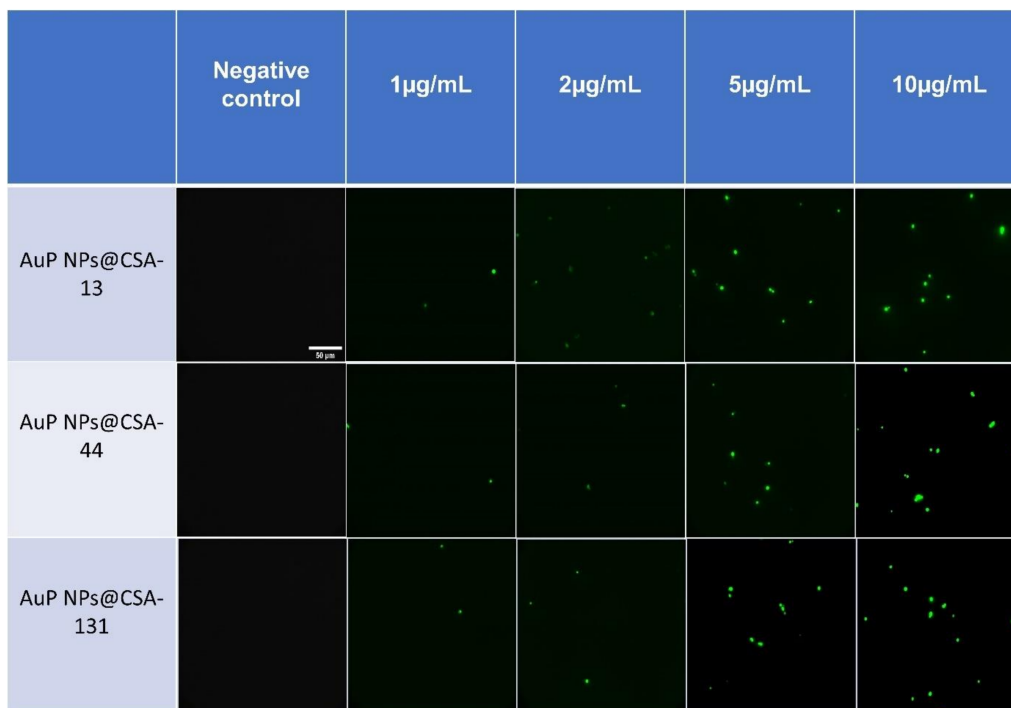 Negative
control
1µg/mL
2µg/mL
5µg/mL
10µg/mL
AuP NPs@CSA-
13
50 µm
AuP NPs@CSA-
44
AuP NPs@CSA-
131